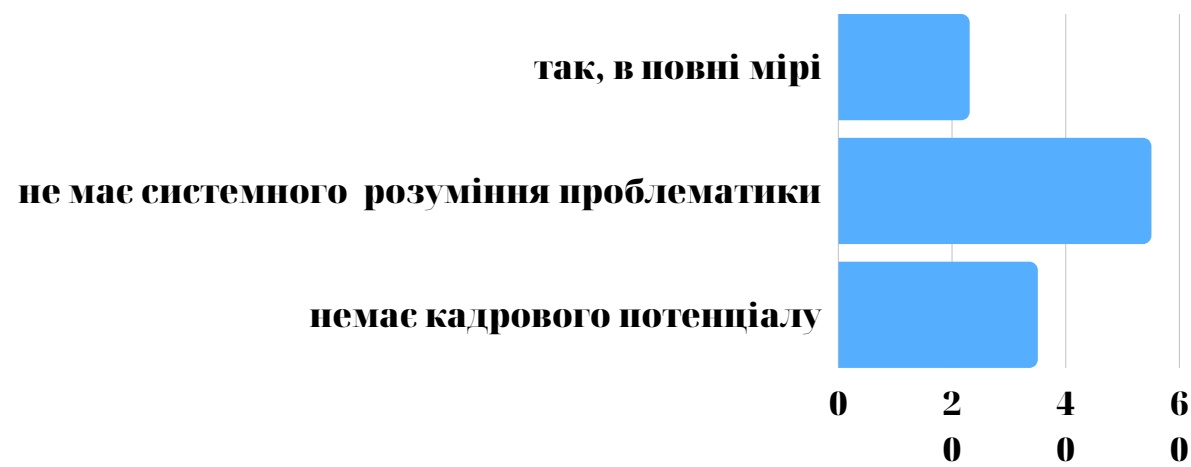 так, в повні мірі
не має системного  розуміння проблематики
немає кадрового потенціалу
0 2 4 6
0 0 0